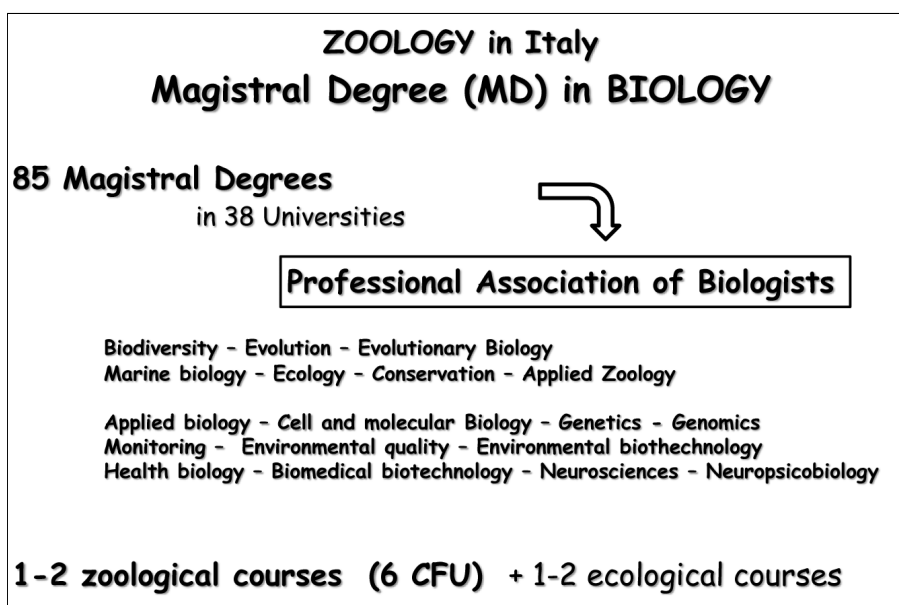 ZOOLOGY in Italy
Magistral Degree (MD) in BIOLOGY
85 Magistral Degrees
in 38 Universities
Professional Association of Biologists
Biodiversity – Evolution – Evolutionary Biology
Marine biology – Ecology – Conservation – Applied Zoology
Applied biology – Cell and molecular Biology – Genetics - Genomics
Monitoring – Environmental quality – Environmental biothechnology
Health biology – Biomedical biotechnology – Neurosciences – Neuropsicobiology
1-2 zoological courses (6 CFU) + 1-2 ecological courses